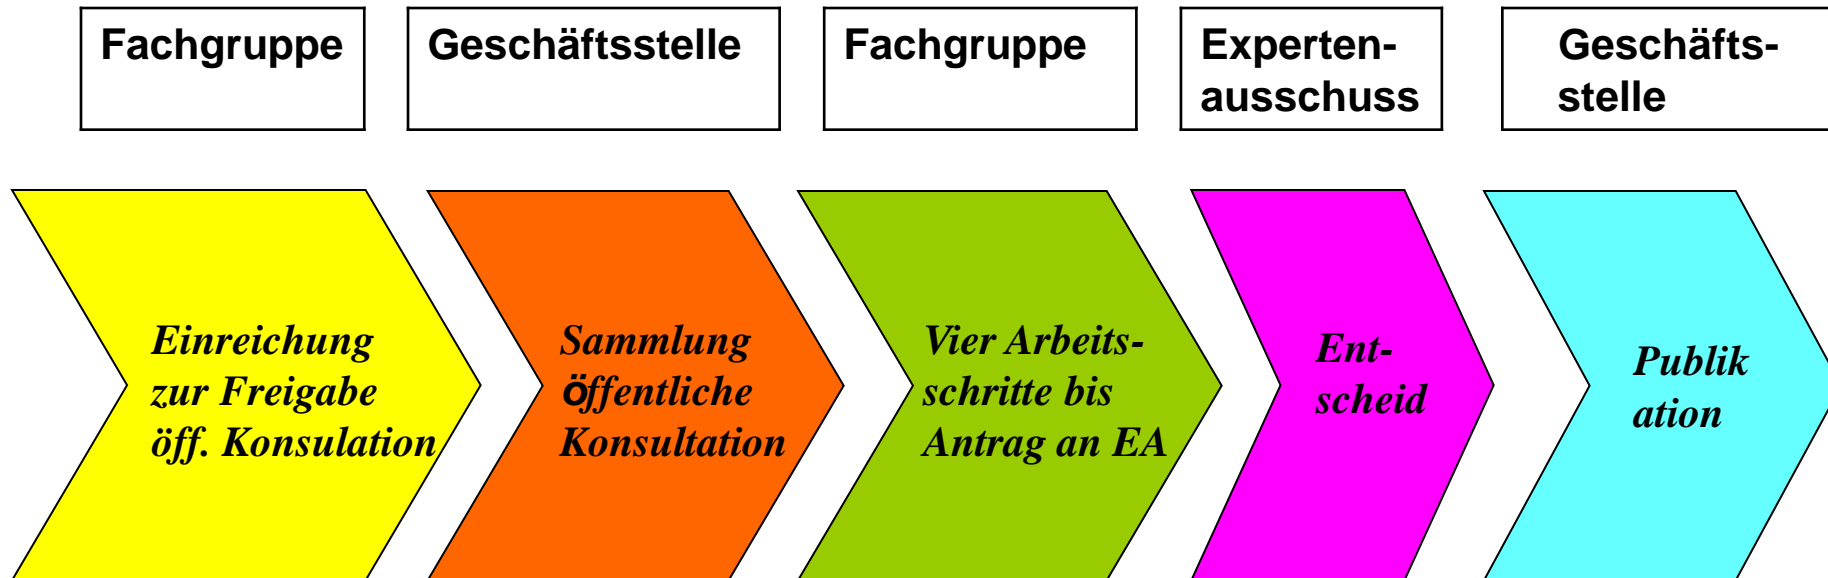 Fachgruppe
Geschäftsstelle
Fachgruppe
Experten-
ausschuss
Geschäfts-
stelle
Einreichung
zur Freigabe
öff. Konsulation
Sammlung
öffentliche
Konsultation
Vier Arbeits-
schritte bis
Antrag an EA
Ent-
scheid
Publik
ation